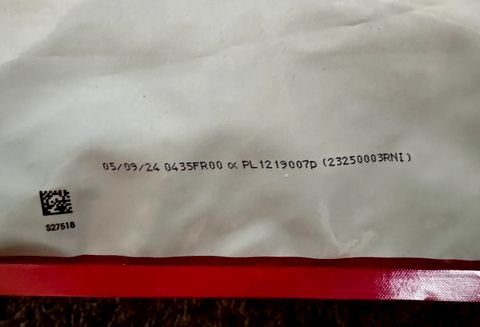 05/09/24 0435FR00 ∝ PL1219007p (23250003RNI)
S27518